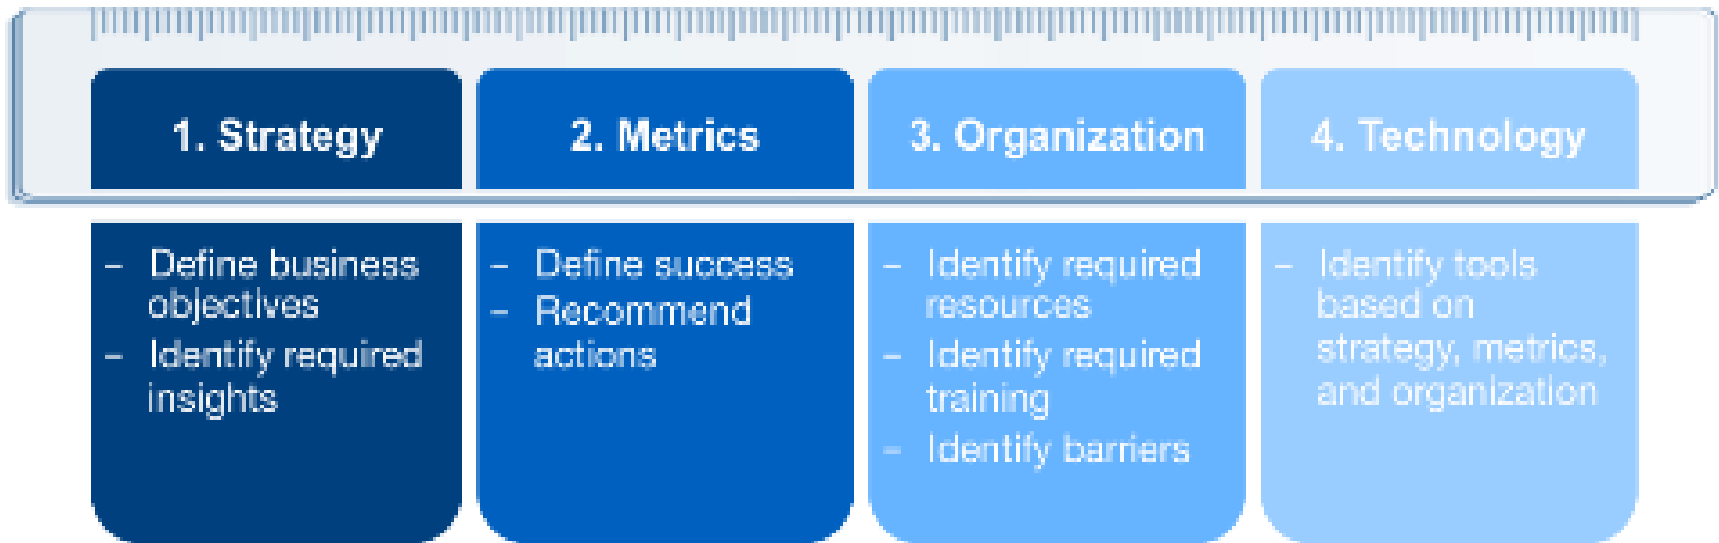 1. Strategy
– Define business
objectives
– Identify required
insights
2. Metrics
– Define success
– Recommend
actions
3. Organization
– Identify required
resources
– Identify required
training
– Identify barriers
4. Technology
– Identify tools
based on
strategy, metrics,
and organization